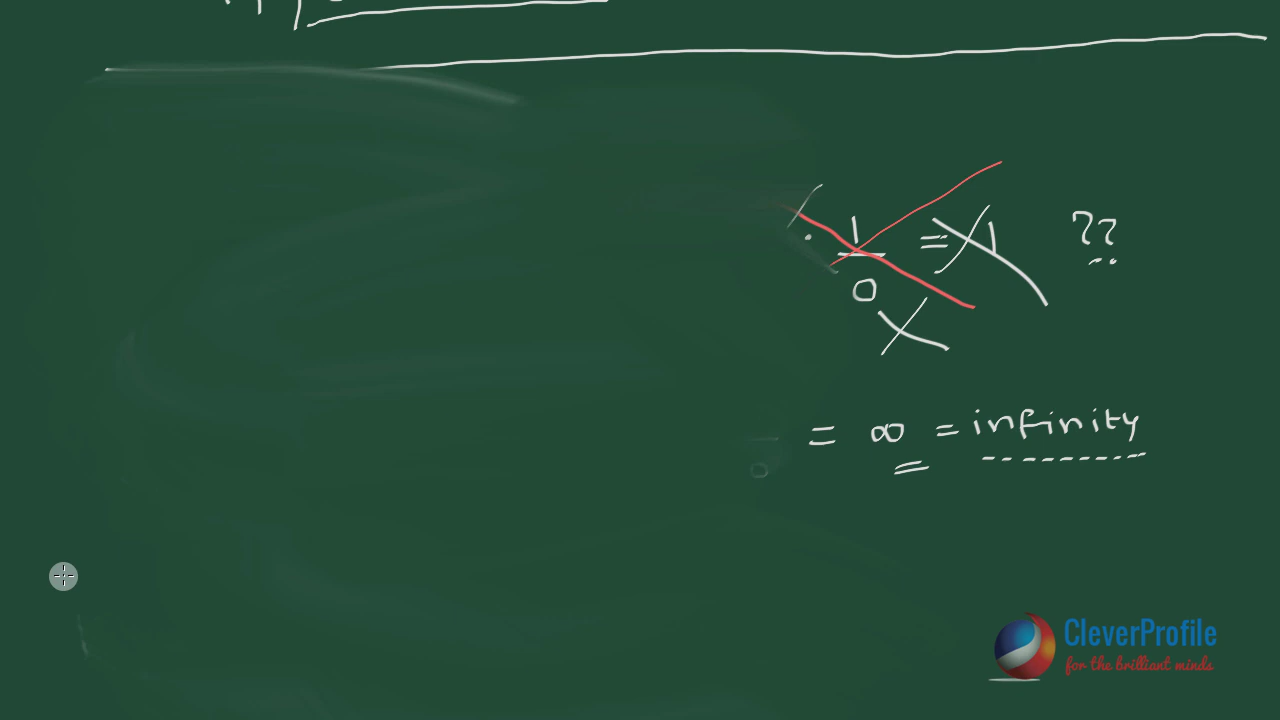 1/0 = 1 ??
= ∞ = infinity
CleverProfile
for the brilliant minds